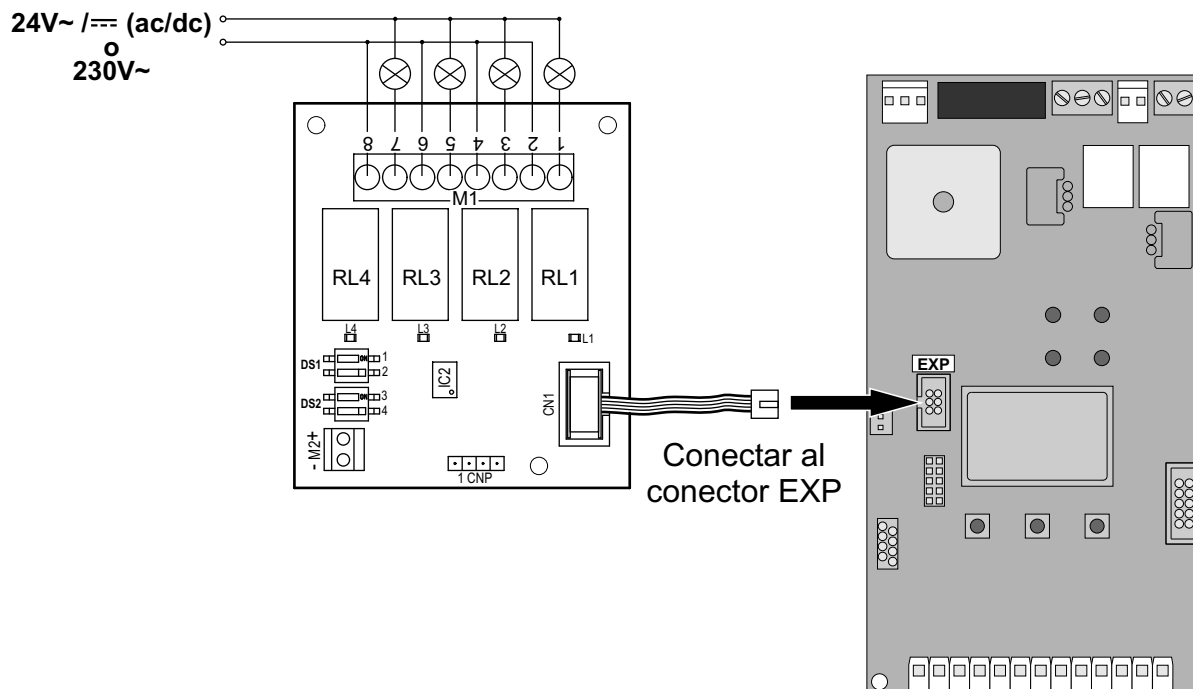 24V~ /⎓ (ac/dc)
o
230V~
8 7 6 5 4 3 2 1
M1
RL4 RL3 RL2 RL1
L4 L3 L2 L1
DS1 ON 1
2
DS2 ON 3
4
IC2
CN1
- M2+
1 CNP
EXP
Conectar al
conector EXP